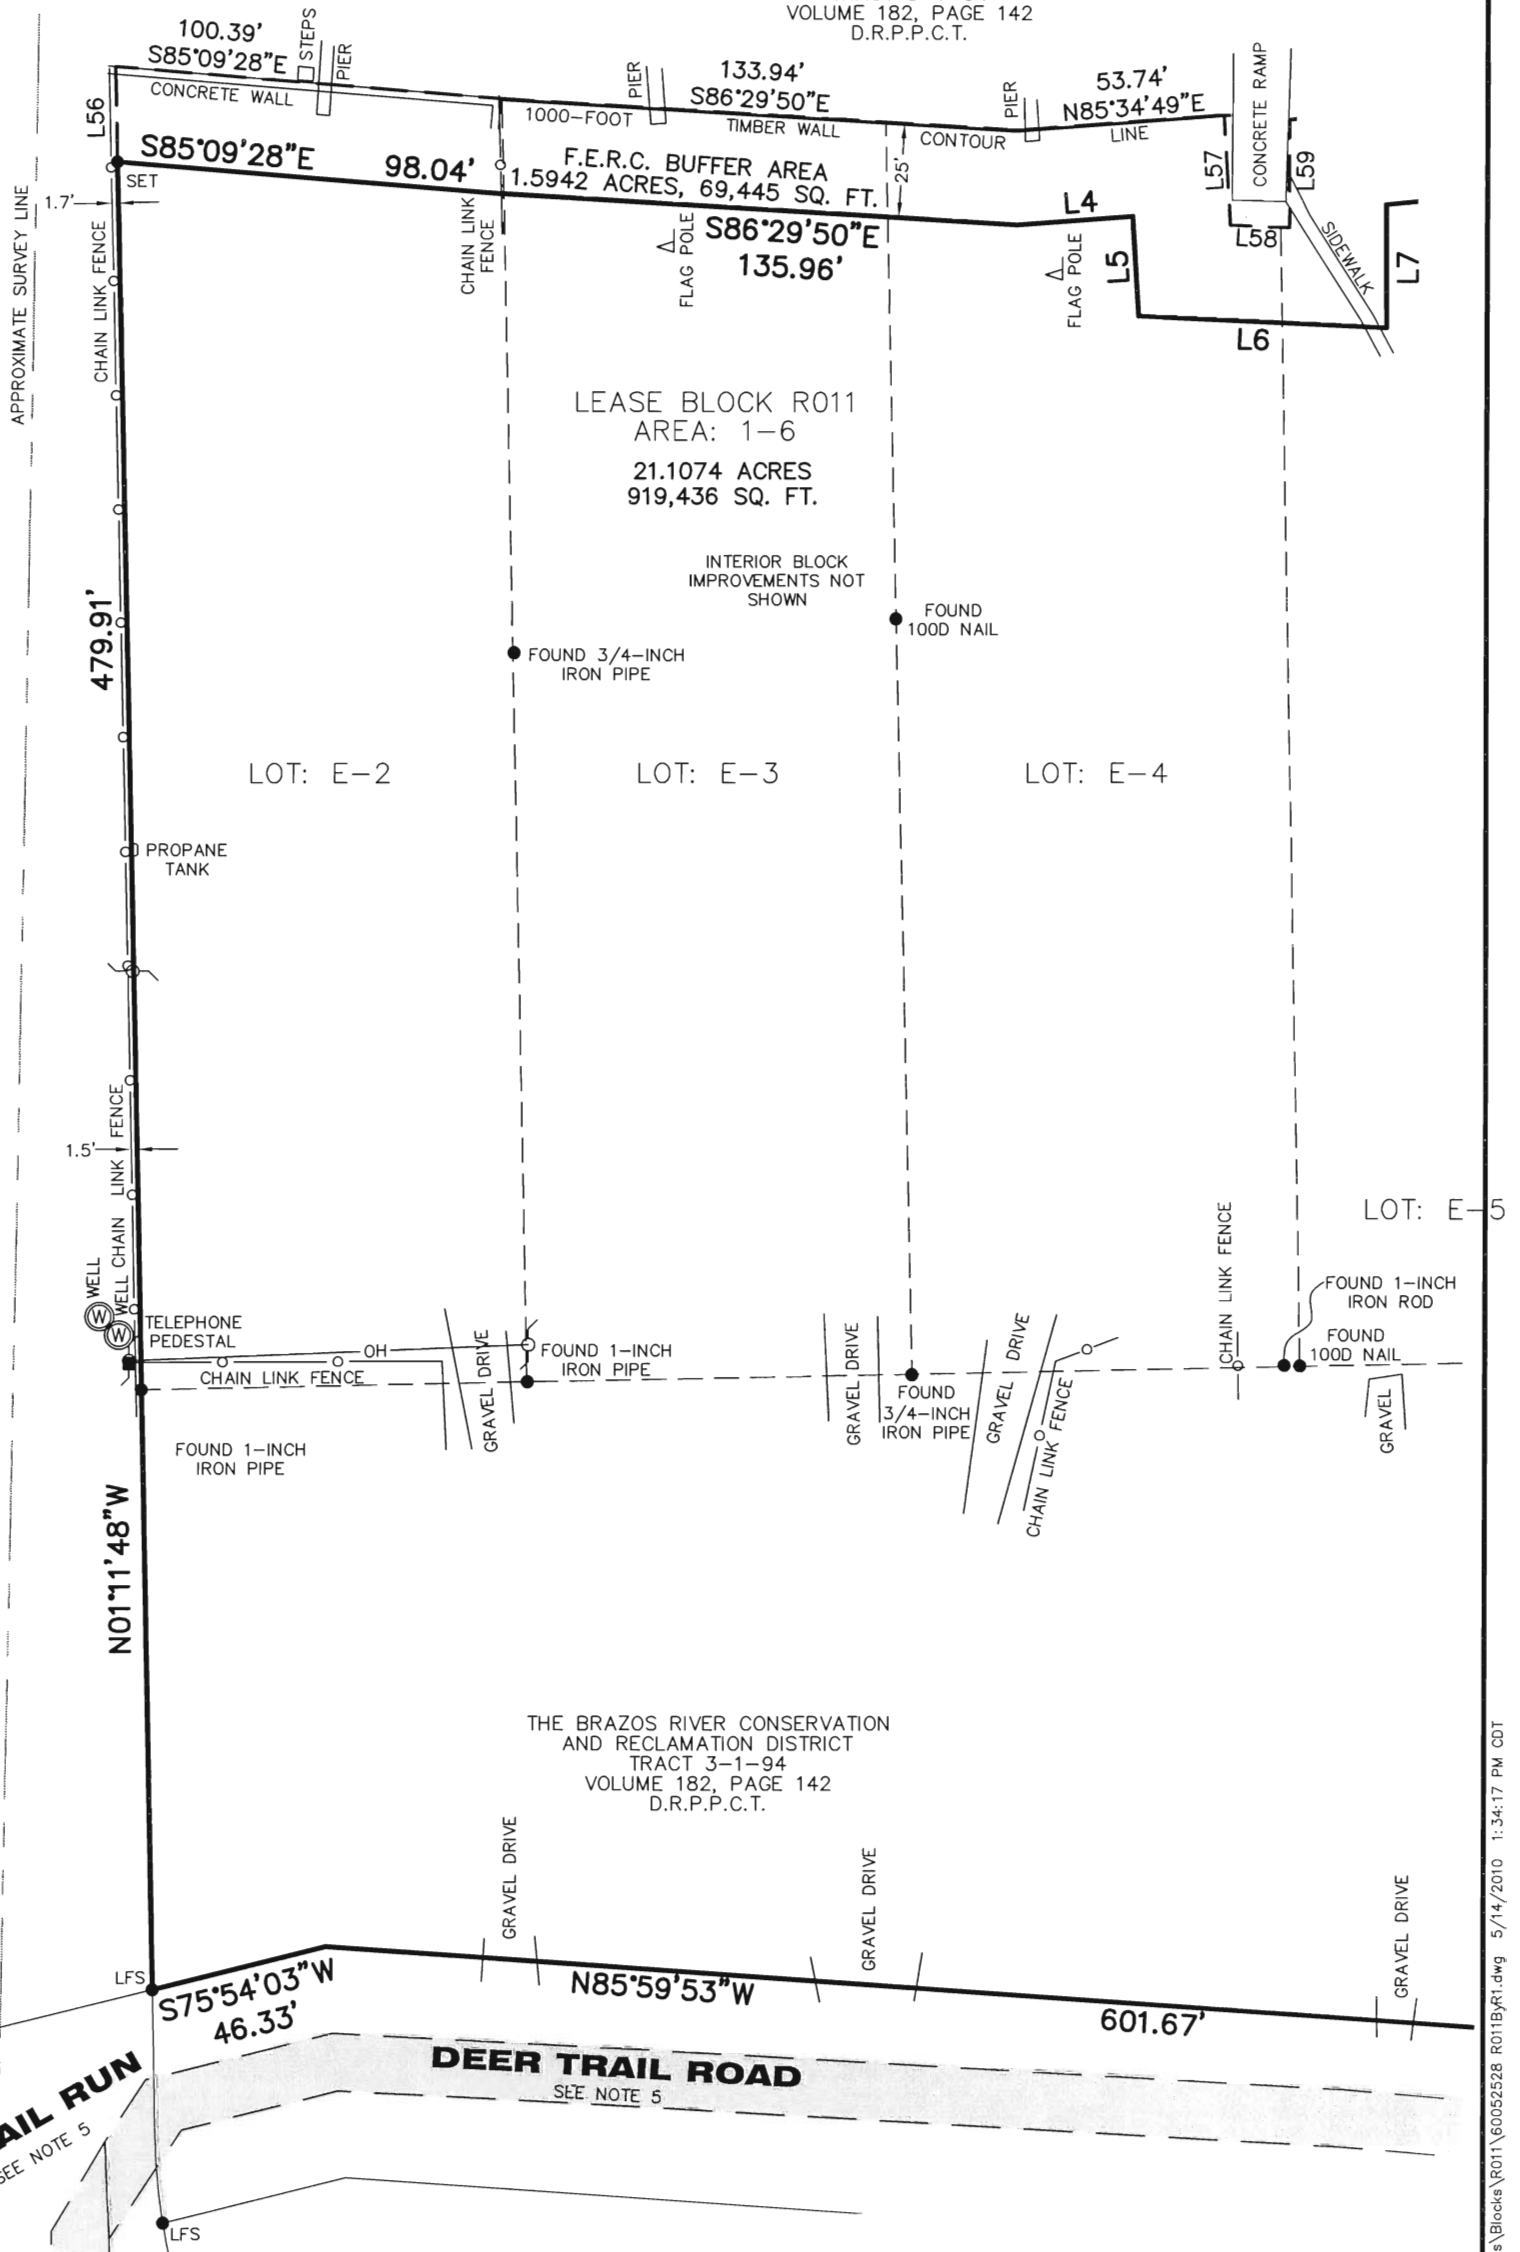 VOLUME 182, PAGE 142
D.R.P.P.C.T.
100.39'
S85°09'28"E
STEPS
PIER
CONCRETE WALL
L56
PIER
133.94'
S86°29'50"E
1000-FOOT
TIMBER WALL
CONTOUR
LINE
PIER
53.74'
N85°34'49"E
CONCRETE RAMP
L57
L59
L58
SIDEWALK
S85°09'28"E
98.04'
SET
1.7'
F.E.R.C. BUFFER AREA
1.5942 ACRES, 69,445 SQ. FT.
25'
L4
L5
L6
L7
S86°29'50"E
135.96'
CHAIN LINK
FENCE
FLAG POLE
FLAG POLE
APPROXIMATE SURVEY LINE
CHAIN LINK FENCE
LEASE BLOCK R011
AREA: 1-6
21.1074 ACRES
919,436 SQ. FT.
INTERIOR BLOCK
IMPROVEMENTS NOT
SHOWN
FOUND
100D NAIL
FOUND 3/4-INCH
IRON PIPE
479.91'
LOT: E-2
LOT: E-3
LOT: E-4
PROPANE
TANK
CHAIN LINK FENCE
1.5'
LOT: E-5
WELL
WELL
W
W
TELEPHONE
PEDESTAL
OH
CHAIN LINK FENCE
GRAVEL DRIVE
FOUND 1-INCH
IRON PIPE
GRAVEL DRIVE
FOUND
3/4-INCH
IRON PIPE
GRAVEL DRIVE
CHAIN LINK FENCE
CHAIN LINK FENCE
FOUND 1-INCH
IRON ROD
FOUND
100D NAIL
GRAVEL
FOUND 1-INCH
IRON PIPE
N01°11'48"W
THE BRAZOS RIVER CONSERVATION
AND RECLAMATION DISTRICT
TRACT 3-1-94
VOLUME 182, PAGE 142
D.R.P.P.C.T.
GRAVEL DRIVE
GRAVEL DRIVE
GRAVEL DRIVE
LFS
S75°54'03"W
46.33'
N85°59'53"W
601.67'
DEER TRAIL ROAD
SEE NOTE 5
AIL RUN
SEE NOTE 5
LFS
s\Blocks\R011\60052528 R011ByR1.dwg 5/14/2010 1:34:17 PM CDT